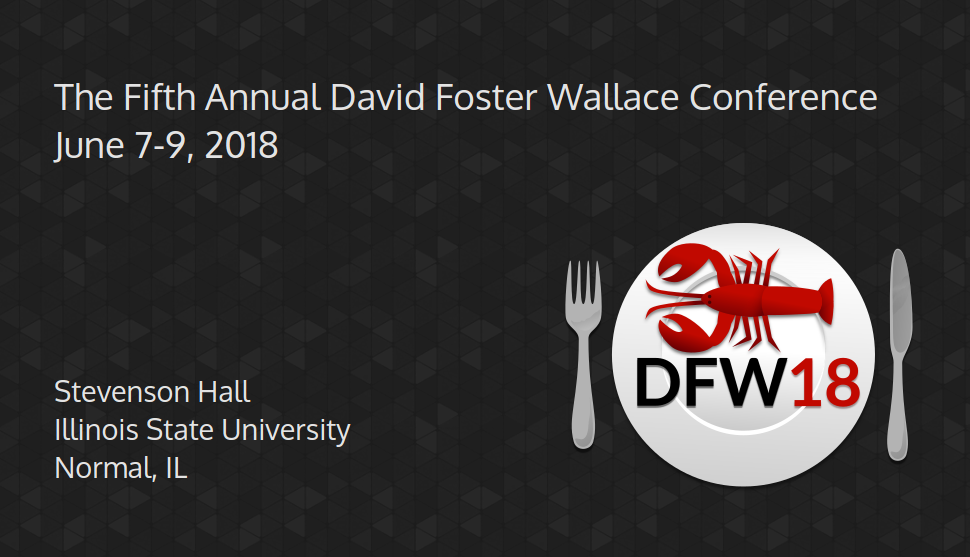 The Fifth Annual David Foster Wallace Conference
June 7-9, 2018
DFW18
Stevenson Hall
Illinois State University
Normal, IL